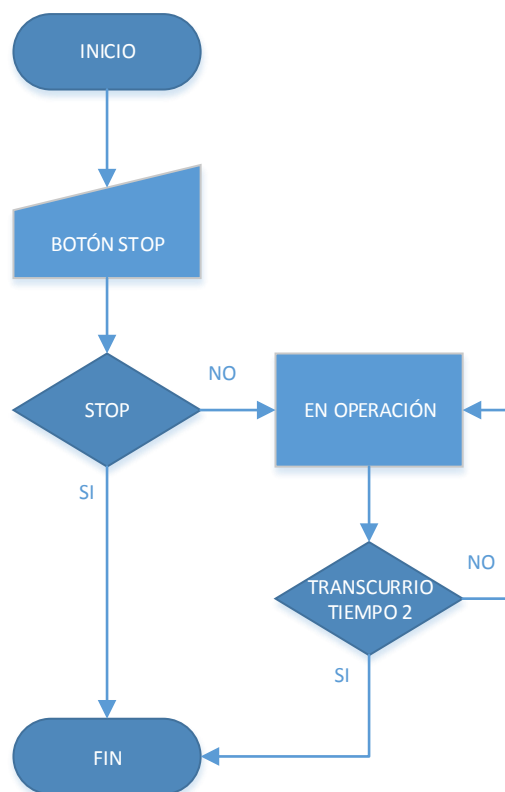 INICIO
BOTÓN STOP
NO
STOP
EN OPERACIÓN
SI
NO
TRANSCURRIO
TIEMPO 2
SI
FIN